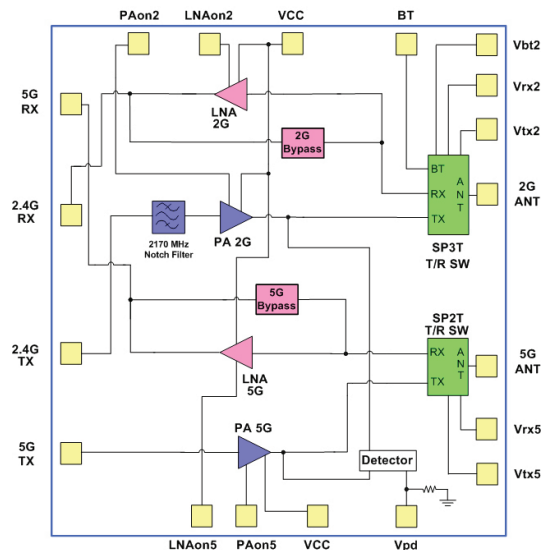 PAon2
LNAon2
VCC
BT
Vbt2
5G
RX
LNA
2G
Vrx2
2G
Bypass
Vtx2
BT
RX
TX
A
N
T
2G
ANT
2.4G
RX
2170 MHz
Notch Filter
PA 2G
SP3T
T/R SW
5G
Bypass
SP2T
T/R SW
2.4G
TX
LNA
5G
RX
TX
A
N
T
5G
ANT
PA 5G
Vrx5
5G
TX
Detector
Vtx5
LNAon5
PAon5
VCC
Vpd